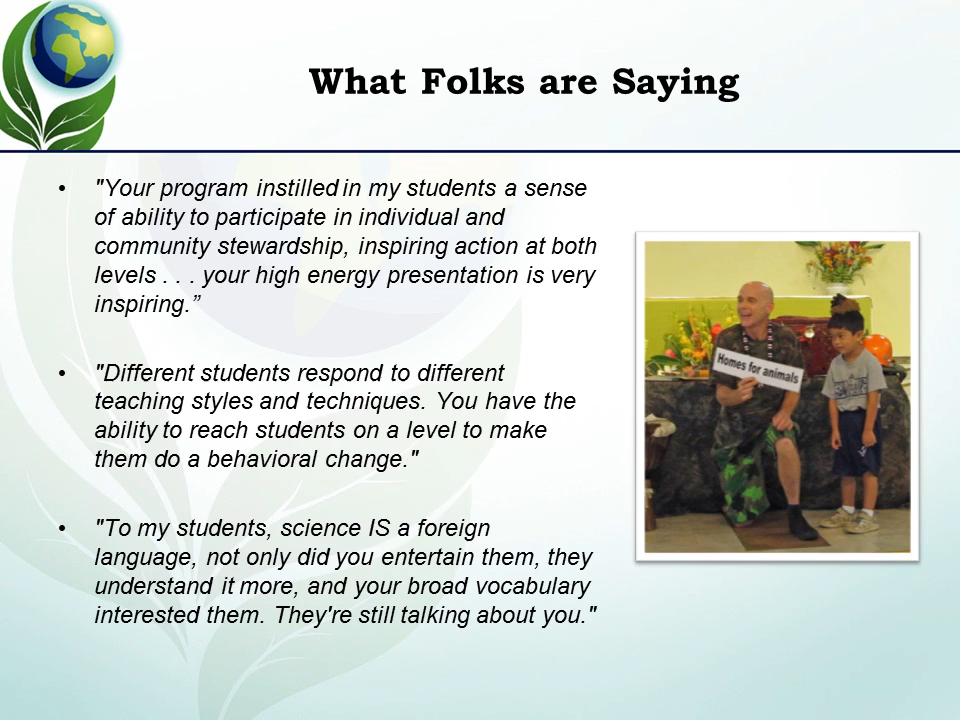 What Folks are Saying
• "Your program instilled in my students a sense
of ability to participate in individual and
community stewardship, inspiring action at both
levels . . . your high energy presentation is very
inspiring.”
• "Different students respond to different
teaching styles and techniques. You have the
ability to reach students on a level to make
them do a behavioral change."
• "To my students, science IS a foreign
language, not only did you entertain them, they
understand it more, and your broad vocabulary
interested them. They're still talking about you."
Homes for animals